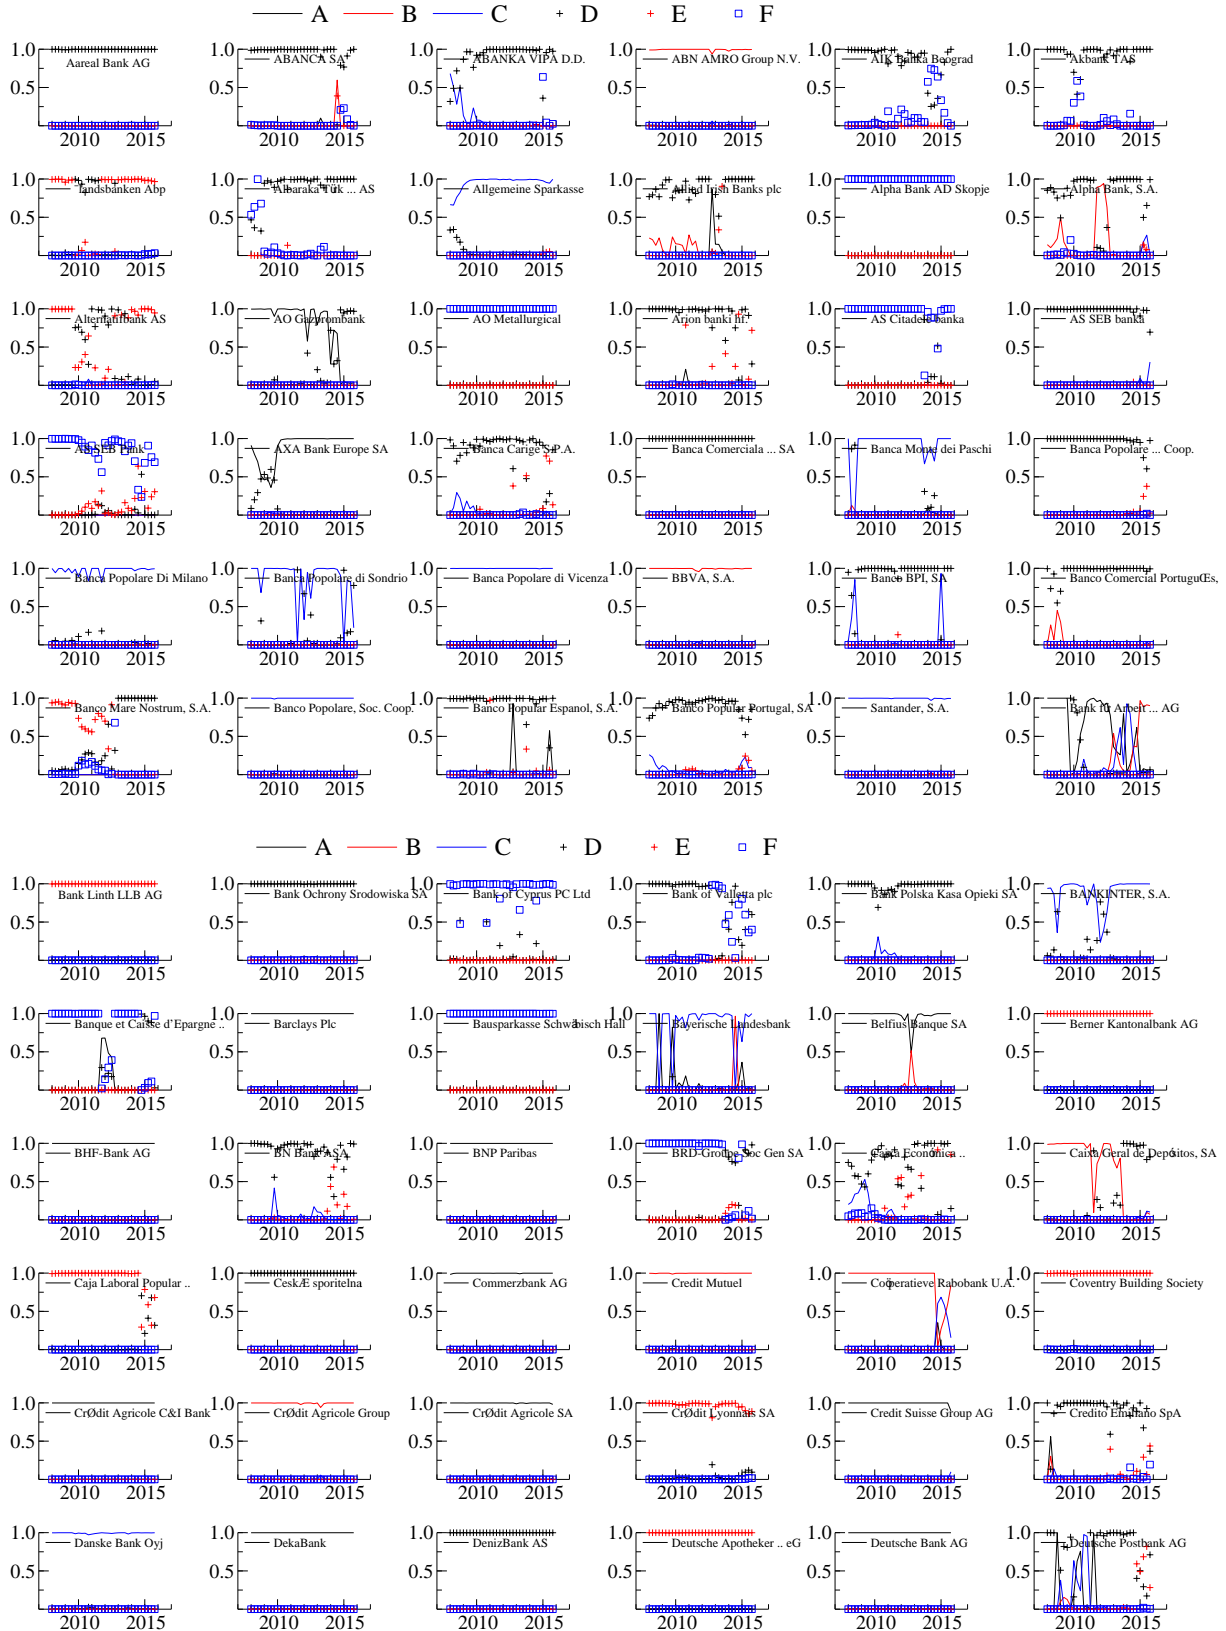 A B C D E F
1.0 1.0 1.0 1.0 1.0 1.0
Aareal Bank AG ABANCA SA ABANKA VIPA D.D. ABN AMRO Group N.V. AIK Banka Beograd Akbank TAS
0.5 0.5 0.5 0.5 0.5 0.5
2010 2015 2010 2015 2010 2015 2010 2015 2010 2015 2010 2015
1.0 1.0 1.0 1.0 1.0 1.0
landsbanken Abp Albaraka Türk ... AS Allgemeine Sparkasse Allied Irish Banks plc Alpha Bank AD Skopje Alpha Bank, S.A.
0.5 0.5 0.5 0.5 0.5 0.5
2010 2015 2010 2015 2010 2015 2010 2015 2010 2015 2010 2015
1.0 1.0 1.0 1.0 1.0 1.0
Alternatifbank AS AO Gazprombank AO Metallurgical Arion banki hf. AS Citadele banka AS SEB banka
0.5 0.5 0.5 0.5 0.5 0.5
2010 2015 2010 2015 2010 2015 2010 2015 2010 2015 2010 2015
1.0 1.0 1.0 1.0 1.0 1.0
AS SEB Pank AXA Bank Europe SA Banca Carige S.P.A. Banca Comerciala ... SA Banca Monte dei Paschi Banca Popolare ... Coop.
0.5 0.5 0.5 0.5 0.5 0.5
2010 2015 2010 2015 2010 2015 2010 2015 2010 2015 2010 2015
1.0 1.0 1.0 1.0 1.0 1.0
Banca Popolare Di Milano Banca Popolare di Sondrio Banca Popolare di Vicenza BBVA, S.A. Banco BPI, SA Banco Comercial PortuguŒs,
0.5 0.5 0.5 0.5 0.5 0.5
2010 2015 2010 2015 2010 2015 2010 2015 2010 2015 2010 2015
1.0 1.0 1.0 1.0 1.0 1.0
Banco Mare Nostrum, S.A. Banco Popolare, Soc. Coop. Banco Popular Espanol, S.A. Banco Popular Portugal, SA Santander, S.A. Bank für Arbeit ... AG
0.5 0.5 0.5 0.5 0.5 0.5
2010 2015 2010 2015 2010 2015 2010 2015 2010 2015 2010 2015
A B C D E F
1.0 1.0 1.0 1.0 1.0 1.0
Bank Linth LLB AG Bank Ochrony Srodowiska SA Bank of Cyprus PC Ltd Bank of Valletta plc Bank Polska Kasa Opieki SA BANKINTER, S.A.
0.5 0.5 0.5 0.5 0.5 0.5
2010 2015 2010 2015 2010 2015 2010 2015 2010 2015 2010 2015
1.0 1.0 1.0 1.0 1.0 1.0
Banque et Caisse d'Epargne .. Barclays Plc Bausparkasse Schwäbisch Hall Bayerische Landesbank Belfius Banque SA Berner Kantonalbank AG
0.5 0.5 0.5 0.5 0.5 0.5
2010 2015 2010 2015 2010 2015 2010 2015 2010 2015 2010 2015
1.0 1.0 1.0 1.0 1.0 1.0
BHF-Bank AG BN Bank ASA BNP Paribas BRD-Groupe Soc Gen SA Caixa Económica .. Caixa Geral de Depósitos, SA
0.5 0.5 0.5 0.5 0.5 0.5
2010 2015 2010 2015 2010 2015 2010 2015 2010 2015 2010 2015
1.0 1.0 1.0 1.0 1.0 1.0
Caja Laboral Popular .. CeskÆ sporitelna Commerzbank AG Credit Mutuel Coöperatieve Rabobank U.A. Coventry Building Society
0.5 0.5 0.5 0.5 0.5 0.5
2010 2015 2010 2015 2010 2015 2010 2015 2010 2015 2010 2015
1.0 1.0 1.0 1.0 1.0 1.0
CrØdit Agricole C&I Bank CrØdit Agricole Group CrØdit Agricole SA CrØdit Lyonnais SA Credit Suisse Group AG Credito Emiliano SpA
0.5 0.5 0.5 0.5 0.5 0.5
2010 2015 2010 2015 2010 2015 2010 2015 2010 2015 2010 2015
1.0 1.0 1.0 1.0 1.0 1.0
Danske Bank Oyj DekaBank DenizBank AS Deutsche Apotheker .. eG Deutsche Bank AG Deutsche Postbank AG
0.5 0.5 0.5 0.5 0.5 0.5
2010 2015 2010 2015 2010 2015 2010 2015 2010 2015 2010 2015